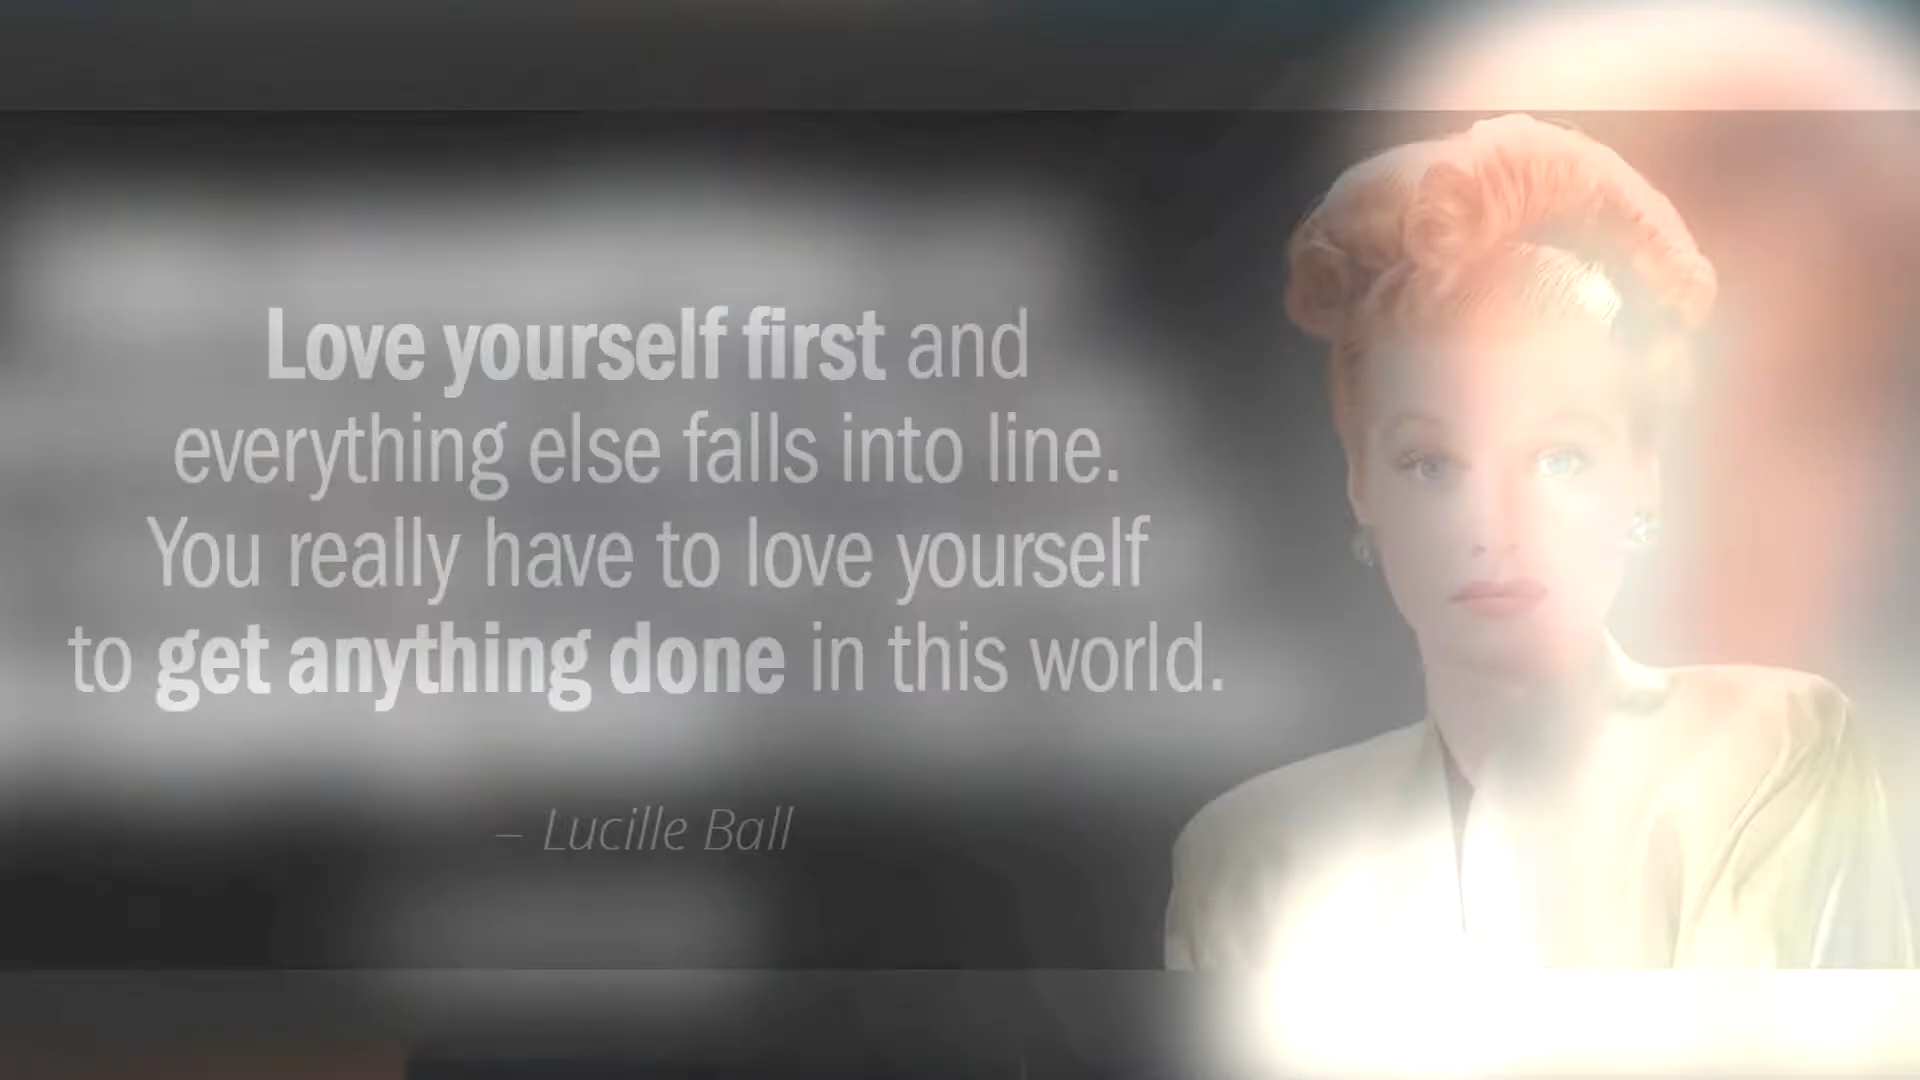 Love yourself first and
everything else falls into line.
You really have to love yourself
to get anything done in this world.
– Lucille Ball